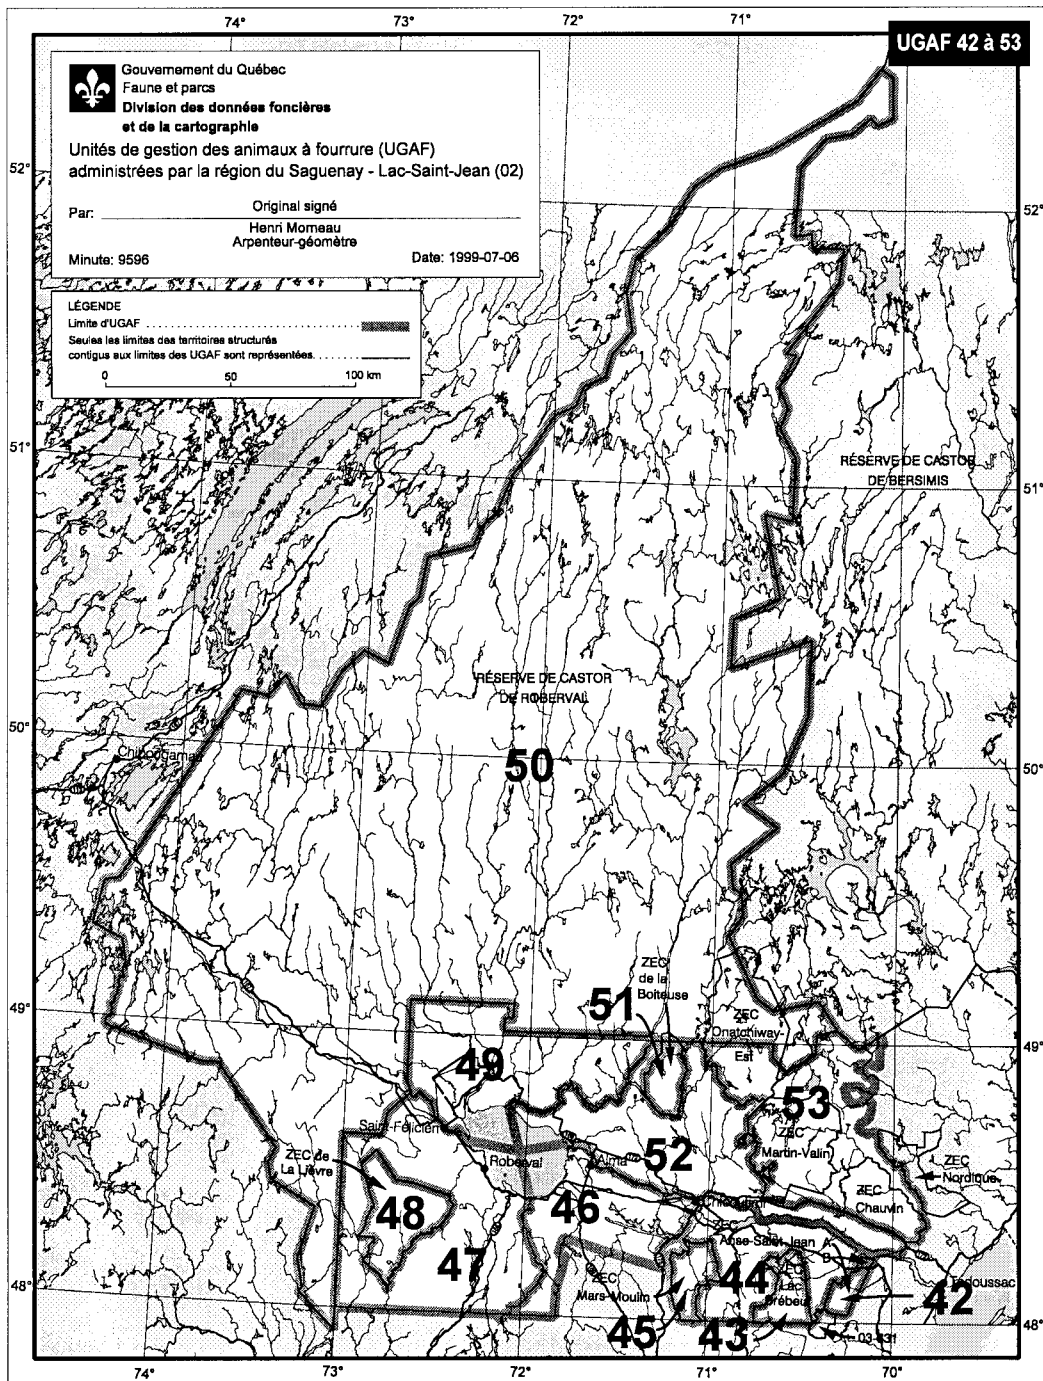 74°
73°
72°
71°
UGAF 42 à 53
Gouvernement du Québec
Faune et parcs
Division des données foncières
et de la cartographie
Unités de gestion des animaux à fourrure (UGAF)
administrées par la région du Saguenay - Lac-Saint-Jean (02)
Par:
Original signé
Henri Morneau
Arpenteur-géomètre
Minute: 9596
Date: 1999-07-06
LÉGENDE
Limite d'UGAF
Seules les limites des territoires structurés
contigus aux limites des UGAF sont représentées
0 50 100 km
52°
52°
51°
51°
RÉSERVE DE CASTOR
DE BERSIMIS
RÉSERVE DE CASTOR
DE ROBERVAL
50°
50°
Chibougamau
50
ZEC
de la
Boiteuse
51
ZEC
Onatchiway-
Est
49°
49°
49
53
Saint-Félicien
ZEC
Martin-Valin
ZEC de
La Lièvre
Roberval
Alma
52
ZEC
Nordique
ZEC
Chauvin
48
46
Chicoutimi
ZEC
Anse-Saint-Jean
A
B
47
ZEC
Mars-Moulin
44
ZEC
Lac
Brébeuf
Tadoussac
42
48°
48°
45
43
74°
73°
72°
71°
70°